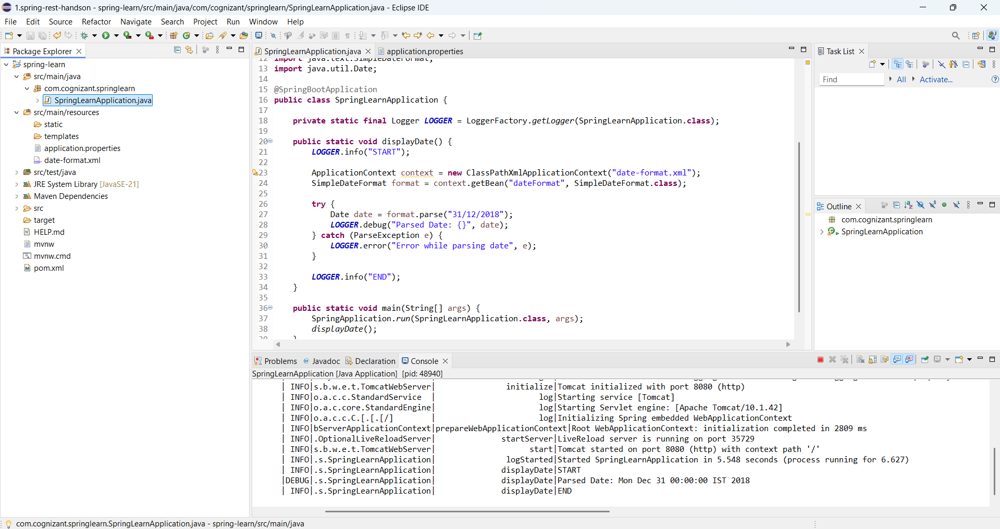 1.spring-rest-handson - spring-learn/src/main/java/com/cognizant/springlearn/SpringLearnApplication.java - Eclipse IDE
File Edit Source Refactor Navigate Search Project Run Window Help
Package Explorer
spring-learn
src/main/java
com.cognizant.springlearn
SpringLearnApplication.java
src/main/resources
static
templates
application.properties
date-format.xml
src/test/java
JRE System Library [JavaSE-21]
Maven Dependencies
src
target
HELP.md
mvnw
mvnw.cmd
pom.xml
SpringLearnApplication.java application.properties
12 import java.text.SimpleDateFormat;
13 import java.util.Date;
14
15 @SpringBootApplication
16 public class SpringLearnApplication {
17
18 private static final Logger LOGGER = LoggerFactory.getLogger(SpringLearnApplication.class);
19
20 public static void displayDate() {
21 LOGGER.info("START");
22
23 ApplicationContext context = new ClassPathXmlApplicationContext("date-format.xml");
24 SimpleDateFormat format = context.getBean("dateFormat", SimpleDateFormat.class);
25
26 try {
27 Date date = format.parse("31/12/2018");
28 LOGGER.debug("Parsed Date: {}", date);
29 } catch (ParseException e) {
30 LOGGER.error("Error while parsing date", e);
31 }
32
33 LOGGER.info("END");
34 }
35
36 public static void main(String[] args) {
37 SpringApplication.run(SpringLearnApplication.class, args);
38 displayDate();
39 }
Task List
Find All Activate...
Outline
com.cognizant.springlearn
SpringLearnApplication
Problems @ Javadoc Declaration Console
SpringLearnApplication [Java Application] [pid: 48940]
| INFO|s.b.w.e.t.TomcatWebServer| initialize|Tomcat initialized with port 8080 (http)
| INFO|o.a.c.c.StandardService | log|Starting service [Tomcat]
| INFO|o.a.c.core.StandardEngine| log|Starting Servlet engine: [Apache Tomcat/10.1.42]
| INFO|o.a.c.c.C.[.[.[/] | log|Initializing Spring embedded WebApplicationContext
| INFO|bServerApplicationContext|prepareWebApplicationContext|Root WebApplicationContext: initialization completed in 2809 ms
| INFO|.OptionalLiveReloadServer| startServer|LiveReload server is running on port 35729
| INFO|s.b.w.e.t.TomcatWebServer| start|Tomcat started on port 8080 (http) with context path '/'
| INFO|.s.SpringLearnApplication| logStarted|Started SpringLearnApplication in 5.548 seconds (process running for 6.627)
| INFO|.s.SpringLearnApplication| displayDate|START
|DEBUG|.s.SpringLearnApplication| displayDate|Parsed Date: Mon Dec 31 00:00:00 IST 2018
| INFO|.s.SpringLearnApplication| displayDate|END
com.cognizant.springlearn.SpringLearnApplication.java - spring-learn/src/main/java